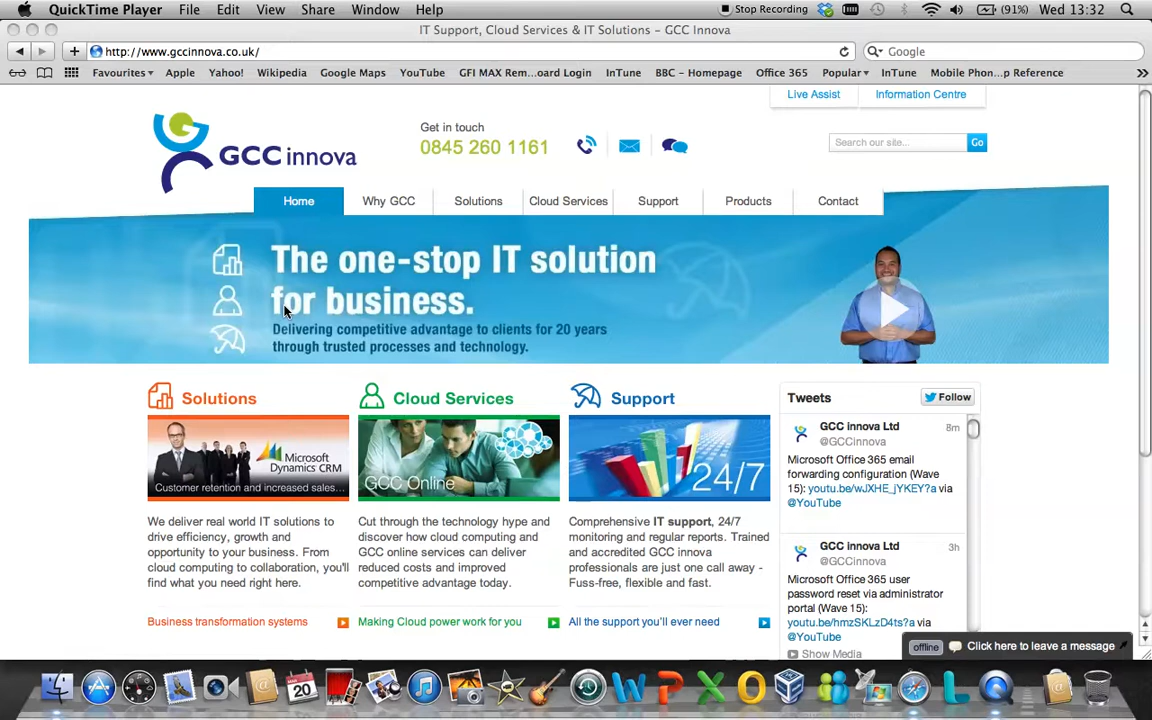 QuickTime Player File Edit View Share Window Help Stop Recording (91%) Wed 13:32
IT Support, Cloud Services & IT Solutions – GCC Innova
http://www.gccinnova.co.uk/ Google
Favourites Apple Yahoo! Wikipedia Google Maps YouTube GFI MAX Rem...oard Login InTune BBC – Homepage Office 365 Popular InTune Mobile Phon...p Reference
Live Assist Information Centre
Get in touch
0845 260 1161
Search our site... Go
GCC innova
Home Why GCC Solutions Cloud Services Support Products Contact
The one-stop IT solution
for business.
Delivering competitive advantage to clients for 20 years
through trusted processes and technology.
Solutions
Microsoft
Dynamics CRM
Customer retention and increased sales...
We deliver real world IT solutions to
drive efficiency, growth and
opportunity to your business. From
cloud computing to collaboration, you'll
find what you need right here.
Business transformation systems
Cloud Services
GCC Online
Cut through the technology hype and
discover how cloud computing and
GCC online services can deliver
reduced costs and improved
competitive advantage today.
Making Cloud power work for you
Support
24/7
Comprehensive IT support, 24/7
monitoring and regular reports. Trained
and accredited GCC innova
professionals are just one call away -
Fuss-free, flexible and fast.
All the support you'll ever need
Tweets Follow
GCC innova Ltd 8m
@GCCinnova
Microsoft Office 365 email
forwarding configuration (Wave
15): youtu.be/wJXHE_jYKEY?a via
@YouTube
GCC innova Ltd 3h
@GCCinnova
Microsoft Office 365 user
password reset via administrator
portal (Wave 15):
youtu.be/hmzSKLzD4ts?a via
@YouTube
Show Media
offline Click here to leave a message
20